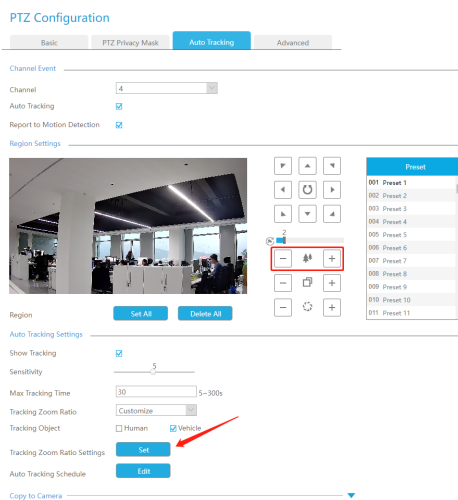 PTZ Configuration
Basic PTZ Privacy Mask Auto Tracking Advanced
Channel Event
Channel 4
Auto Tracking
Report to Motion Detection
Region Settings
Preset
001 Preset 1
002 Preset 2
003 Preset 3
004 Preset 4
005 Preset 5
006 Preset 6
007 Preset 7
008 Preset 8
009 Preset 9
010 Preset 10
011 Preset 11
2
Region Set All Delete All
Auto Tracking Settings
Show Tracking
Sensitivity 5
Max Tracking Time 30 5~300s
Tracking Zoom Ratio Customize
Tracking Object Human Vehicle
Tracking Zoom Ratio Settings Set
Auto Tracking Schedule Edit
Copy to Camera